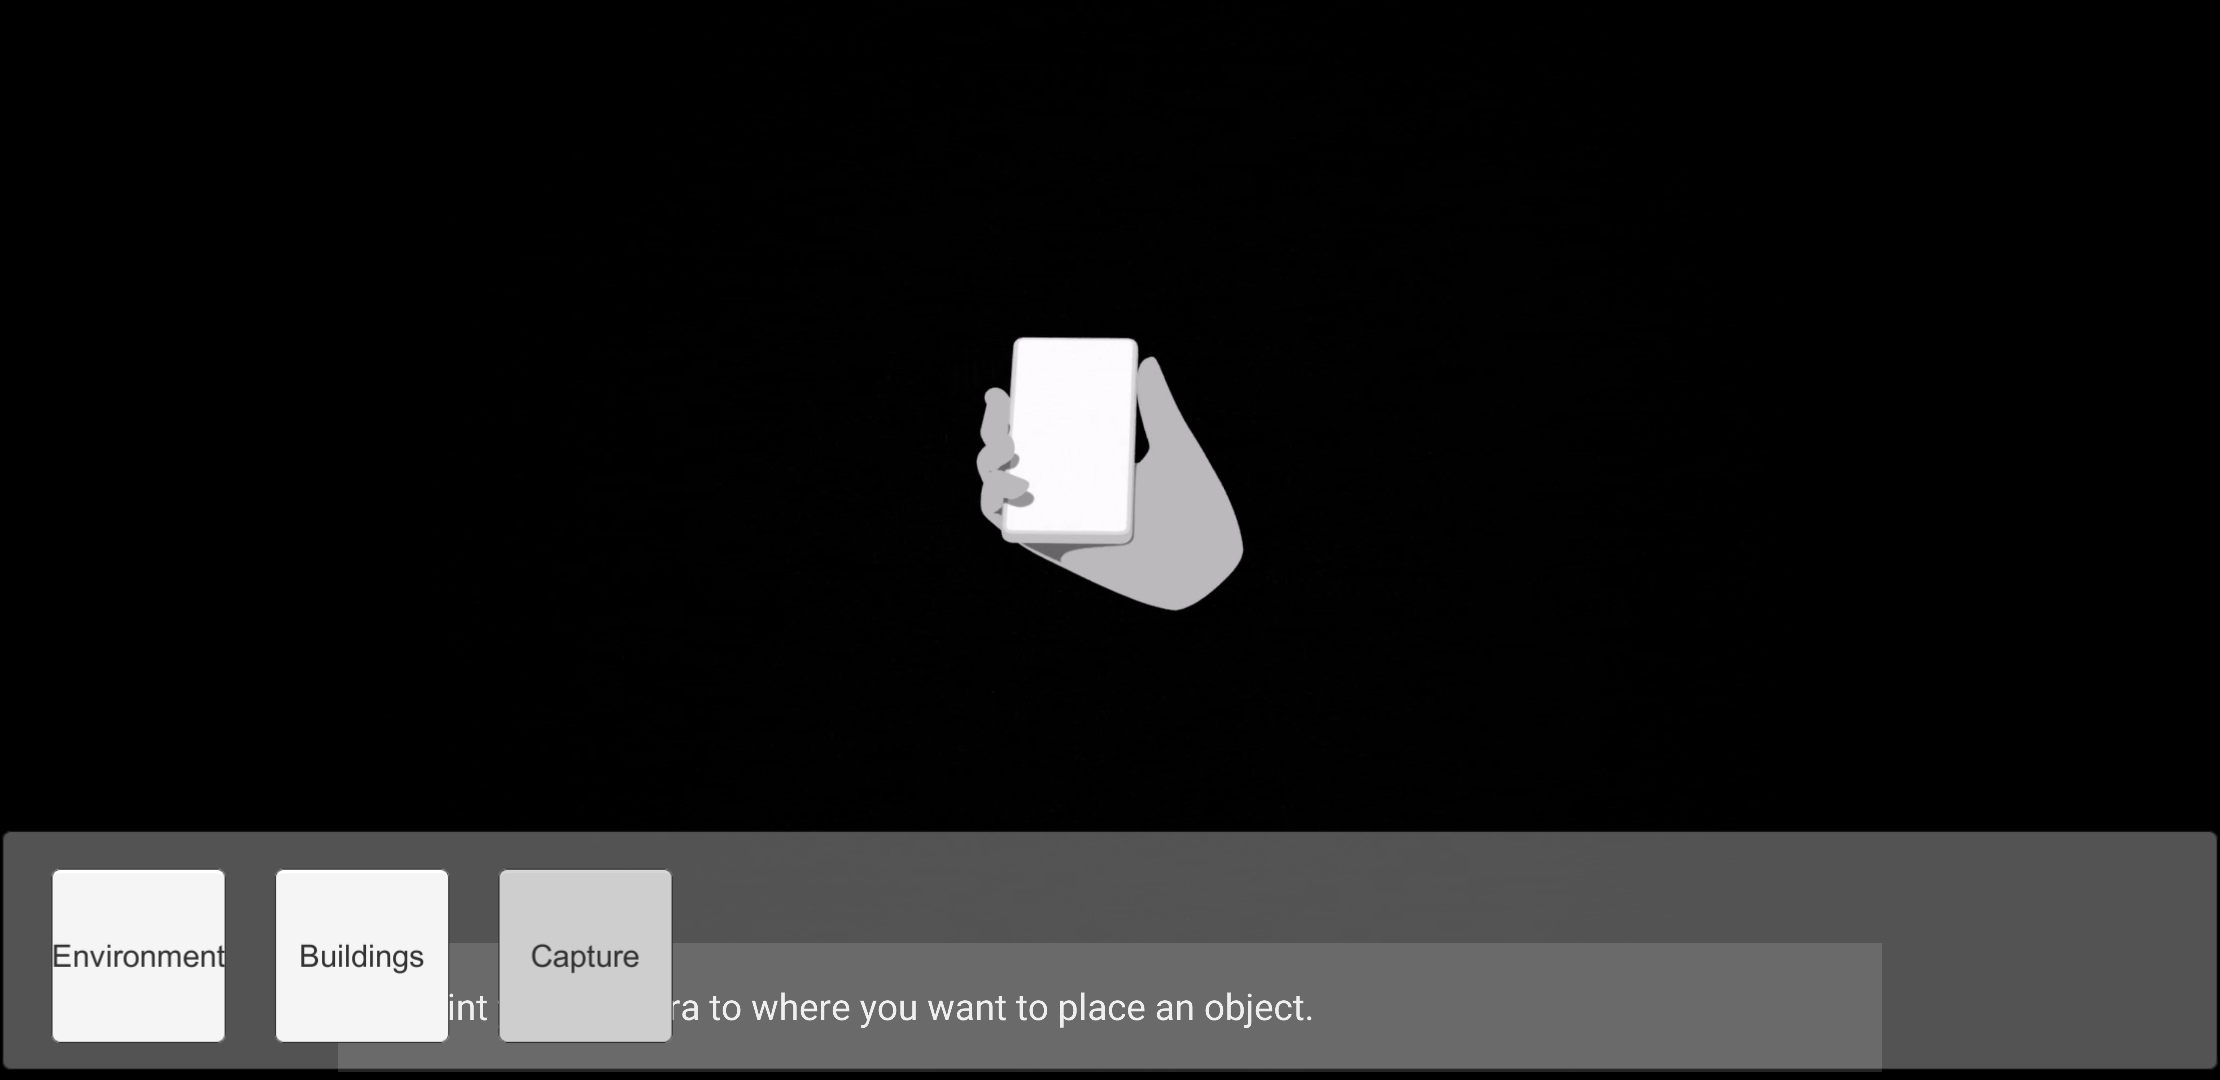 Environment
Buildings
Capture
int ra to where you want to place an object.